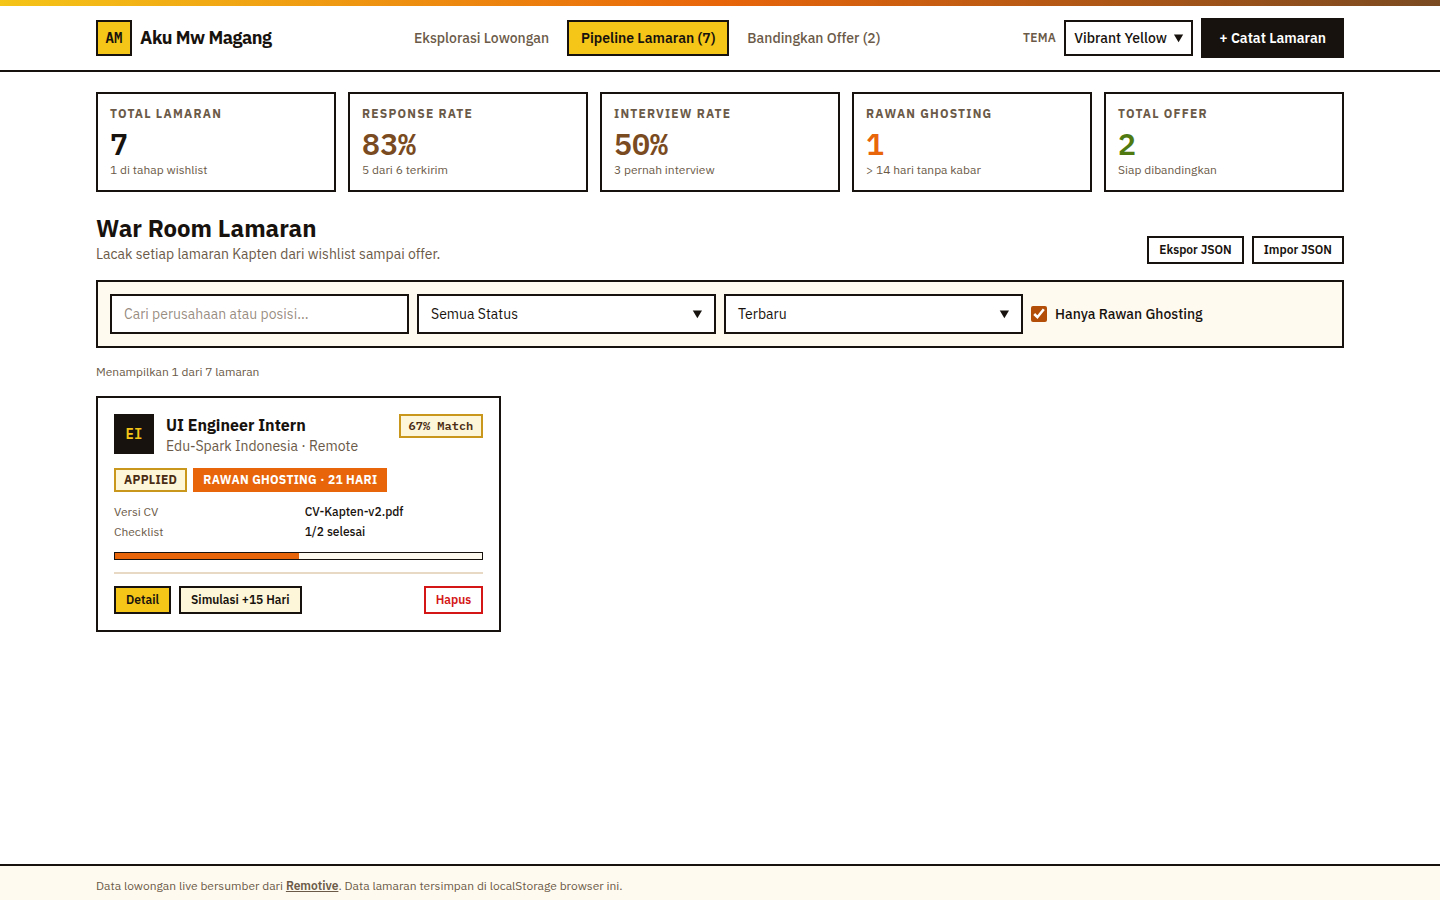 AM Aku Mw Magang Eksplorasi Lowongan Pipeline Lamaran (7) Bandingkan Offer (2) TEMA Vibrant Yellow + Catat Lamaran
TOTAL LAMARAN
7
1 di tahap wishlist
RESPONSE RATE
83%
5 dari 6 terkirim
INTERVIEW RATE
50%
3 pernah interview
RAWAN GHOSTING
1
> 14 hari tanpa kabar
TOTAL OFFER
2
Siap dibandingkan
War Room Lamaran
Lacak setiap lamaran Kapten dari wishlist sampai offer.
Ekspor JSON Impor JSON
Cari perusahaan atau posisi... Semua Status Terbaru Hanya Rawan Ghosting
Menampilkan 1 dari 7 lamaran
EI UI Engineer Intern 67% Match
Edu-Spark Indonesia · Remote
APPLIED RAWAN GHOSTING · 21 HARI
Versi CV CV-Kapten-v2.pdf
Checklist 1/2 selesai
Detail Simulasi +15 Hari Hapus
Data lowongan live bersumber dari Remotive. Data lamaran tersimpan di localStorage browser ini.